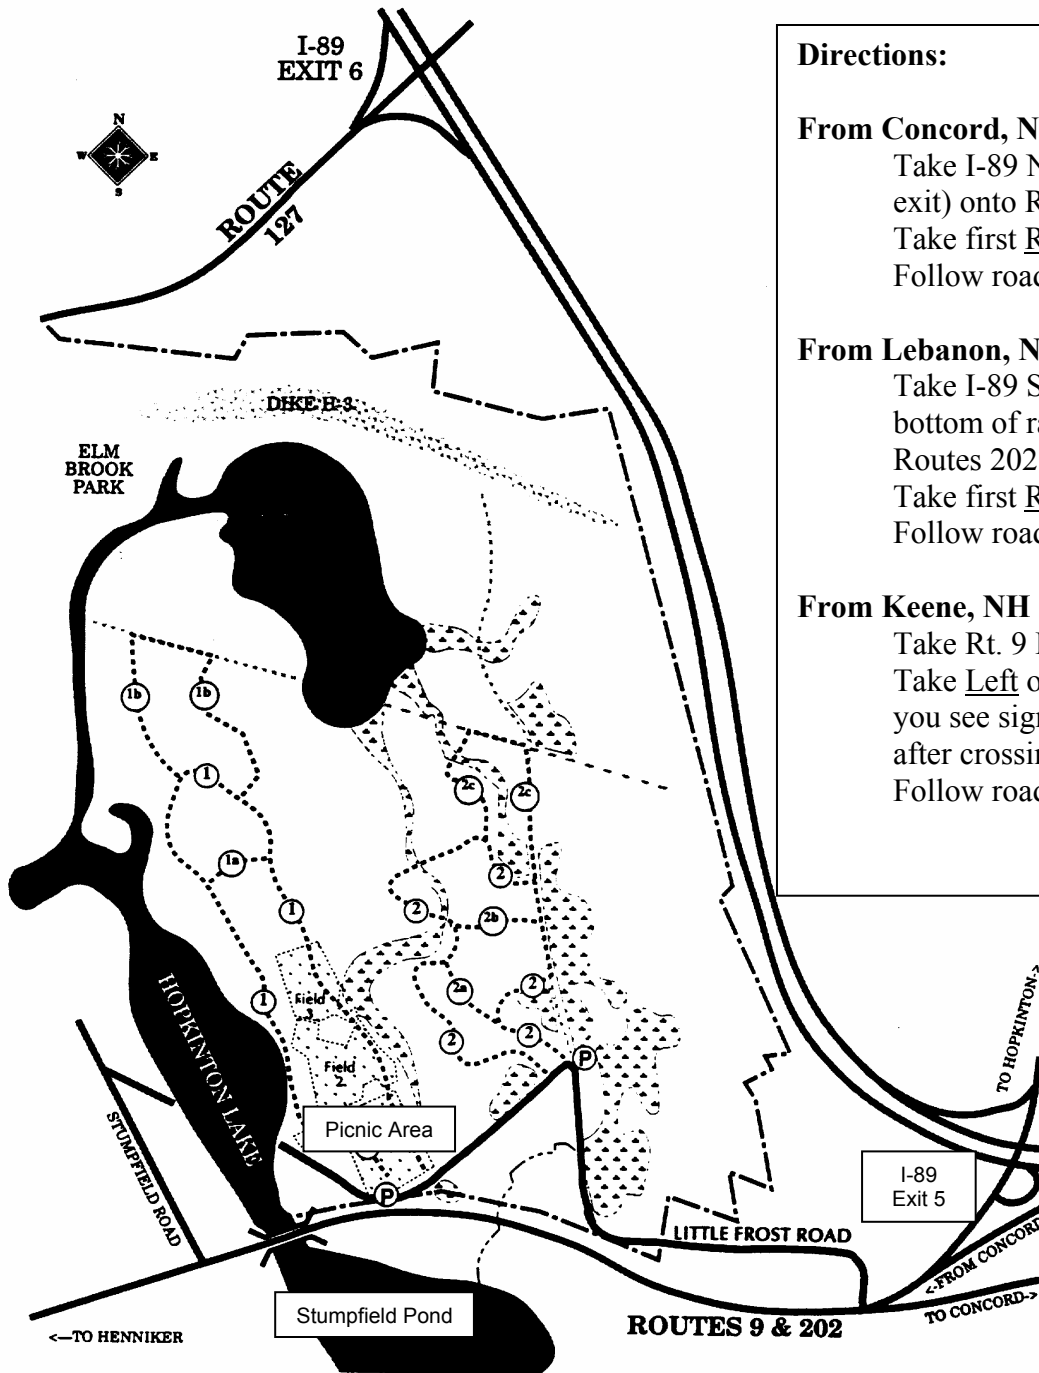 I-89
EXIT 6
N
W
E
S
ROUTE
127
DIKE H-3
ELM
BROOK
PARK
1b
1b
1
1a
1
1
2c
2c
2
2
2b
2a
2
2
2
Field
3
Field
2
P
P
Picnic Area
HOPKINTON LAKE
STUMPFIELD ROAD
Stumpfield Pond
<—TO HENNIKER
LITTLE FROST ROAD
ROUTES 9 & 202
I-89
Exit 5
TO HOPKINTON->
<-FROM CONCORD
TO CONCORD->
Directions:
From Concord, N
Take I-89 N
exit) onto R
Take first R
Follow road
From Lebanon, N
Take I-89 S
bottom of ra
Routes 202
Take first R
Follow road
From Keene, NH
Take Rt. 9
Take Left o
you see sign
after crossin
Follow road